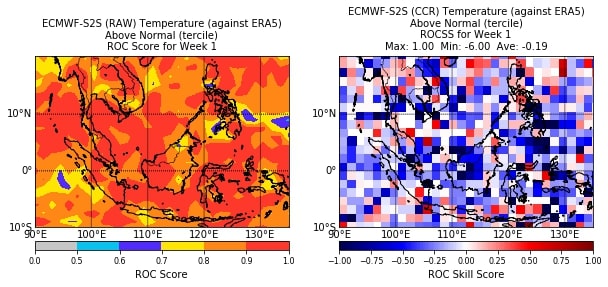 ECMWF-S2S (RAW) Temperature (against ERA5)
Above Normal (tercile)
ROC Score for Week 1
10°N
0°
10°S
90°E 100°E 110°E 120°E 130°E
0.0 0.5 0.6 0.7 0.8 0.9 1.0
ROC Score
ECMWF-S2S (CCR) Temperature (against ERA5)
Above Normal (tercile)
ROCSS for Week 1
Max: 1.00 Min: -6.00 Ave: -0.19
10°N
0°
10°S
90°E 100°E 110°E 120°E 130°E
−1.00 −0.75 −0.50 −0.25 0.00 0.25 0.50 0.75 1.00
ROC Skill Score